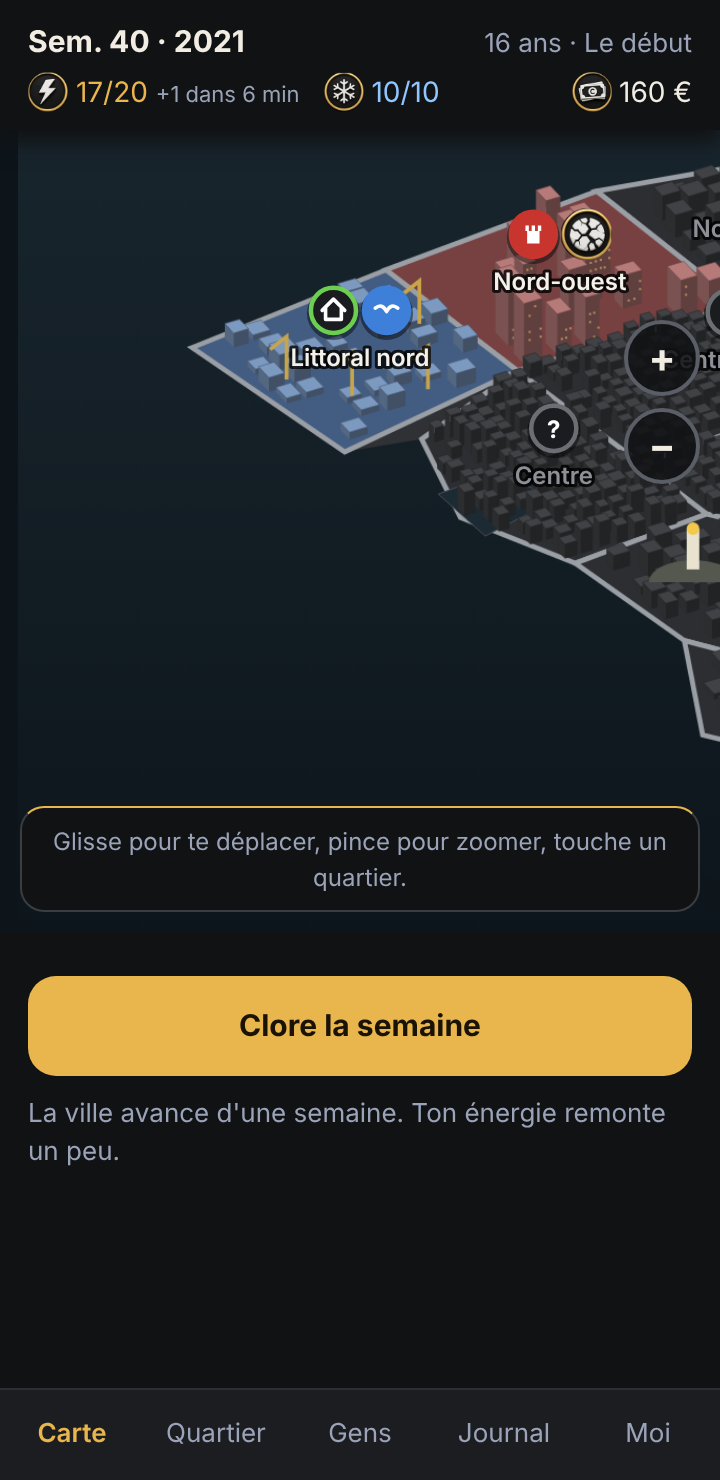 Sem. 40 · 2021
16 ans · Le début
17/20 +1 dans 6 min
10/10
160 €
Nord-ouest
Littoral nord
+
?
Centre
−
Glisse pour te déplacer, pince pour zoomer, touche un
quartier.
Clore la semaine
La ville avance d'une semaine. Ton énergie remonte
un peu.
Carte
Quartier
Gens
Journal
Moi